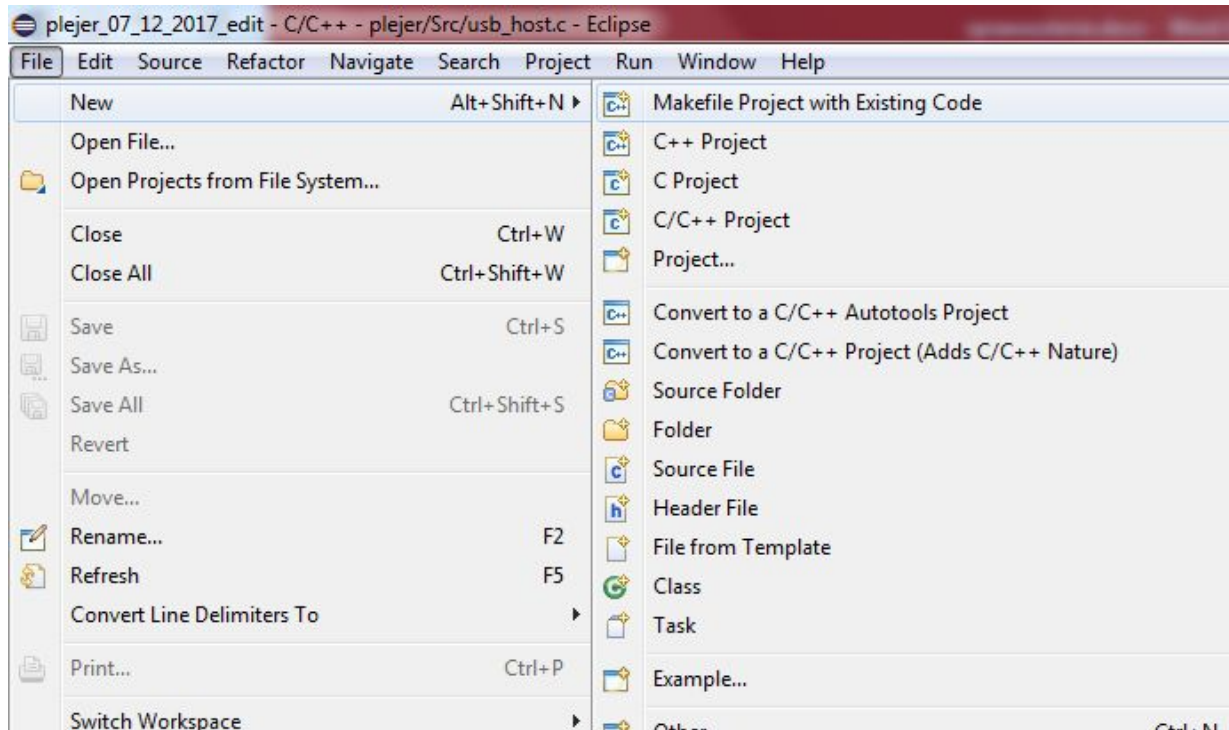 plejer_07_12_2017_edit - C/C++ - plejer/Src/usb_host.c - Eclipse
File Edit Source Refactor Navigate Search Project Run Window Help
New Alt+Shift+N
Open File...
Open Projects from File System...
Close Ctrl+W
Close All Ctrl+Shift+W
Save Ctrl+S
Save As...
Save All Ctrl+Shift+S
Revert
Move...
Rename... F2
Refresh F5
Convert Line Delimiters To
Print... Ctrl+P
Switch Workspace
Makefile Project with Existing Code
C++ Project
C Project
C/C++ Project
Project...
Convert to a C/C++ Autotools Project
Convert to a C/C++ Project (Adds C/C++ Nature)
Source Folder
Folder
Source File
Header File
File from Template
Class
Task
Example...
Other... Ctrl+N